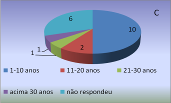 C
6
10
1
1
2
1-10 anos
11-20 anos
21-30 anos
acima 30 anos
não respondeu